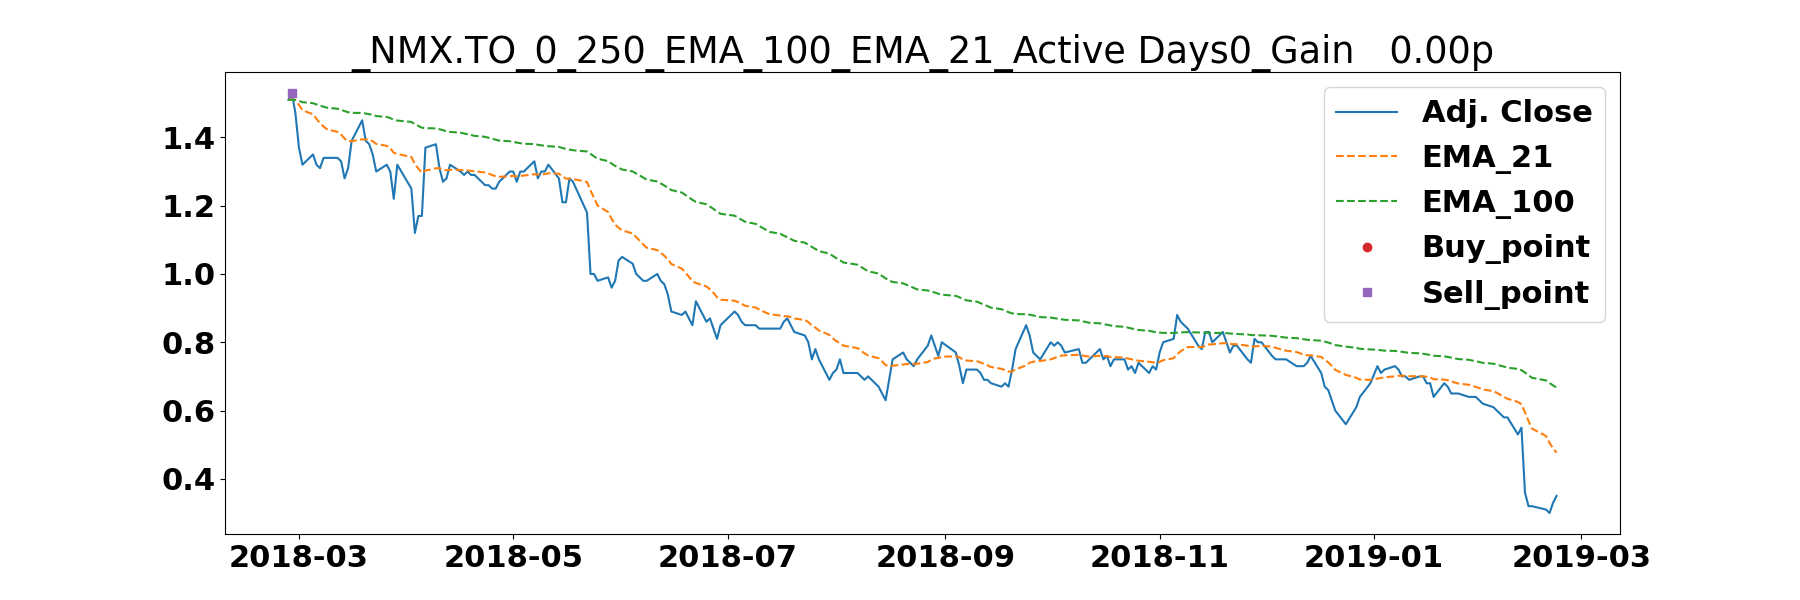 _NMX.TO_0_250_EMA_100_EMA_21_Active Days0_Gain   0.00p
1.4
1.2
1.0
0.8
0.6
0.4
Adj. Close
EMA_21
EMA_100
Buy_point
Sell_point
2018-03 2018-05 2018-07 2018-09 2018-11 2019-01 2019-03